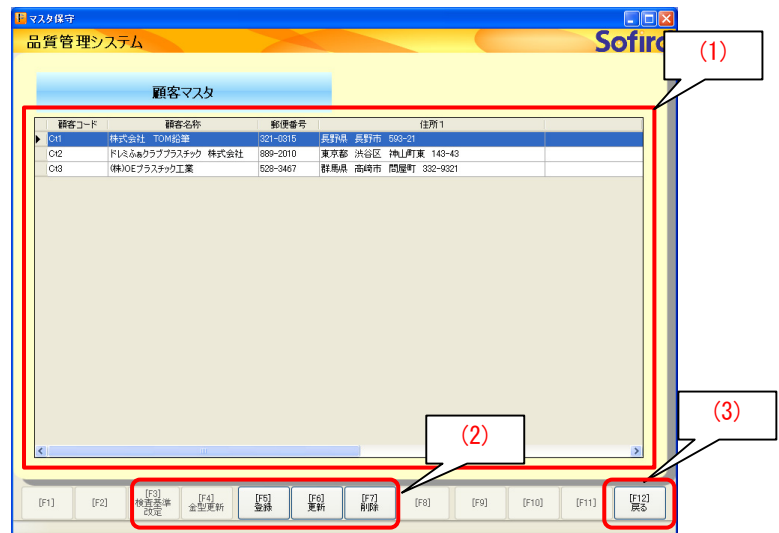 マスタ保守
品質管理システム
Sofiro
(1)
顧客マスタ
顧客コード 顧客名称 郵便番号 住所1
Ct1 株式会社 TOM鉛筆 321-0315 長野県 長野市 593-21
Ct2 ドレミふぁクラブプラスチック 株式会社 889-2010 東京都 渋谷区 神山町東 143-43
Ct3 (株)OEプラスチック工業 528-3467 群馬県 高崎市 問屋町 332-9321
(2)
(3)
[F1] [F2] [F3] 検査基準 改定 [F4] 金型更新 [F5] 登録 [F6] 更新 [F7] 削除 [F8] [F9] [F10] [F11] [F12] 戻る